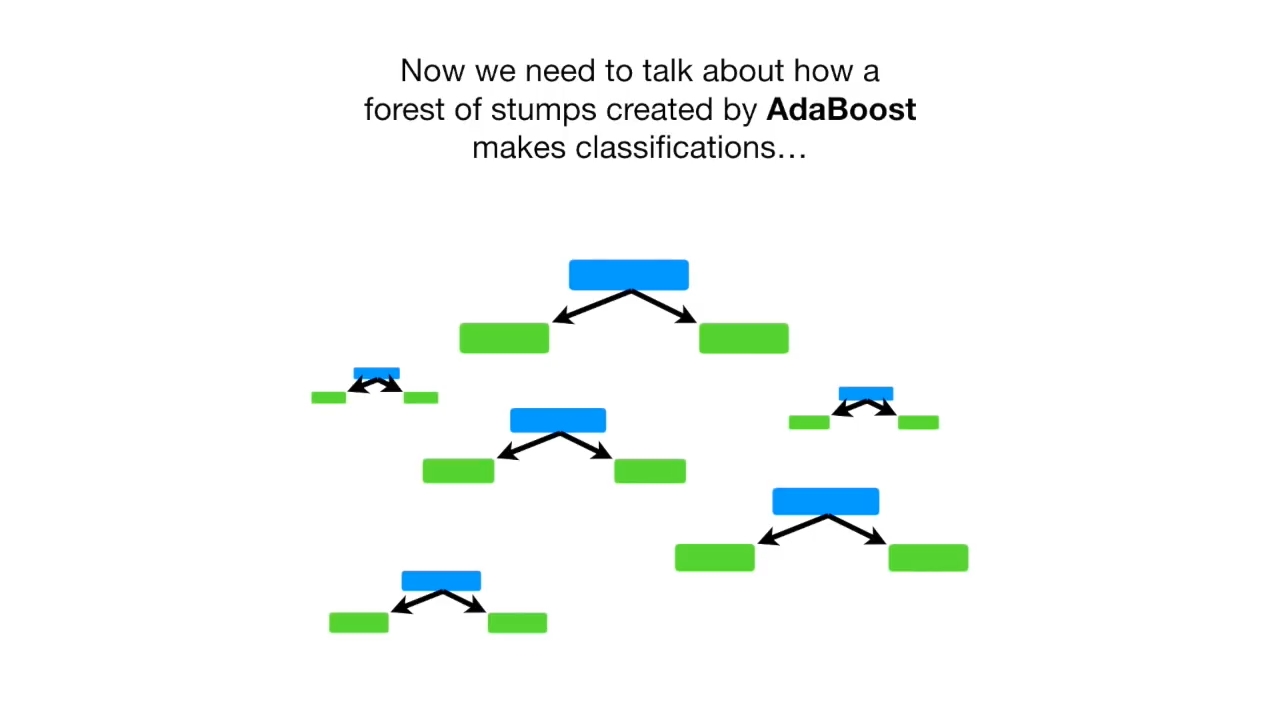 Now we need to talk about how a
forest of stumps created by AdaBoost
makes classifications…